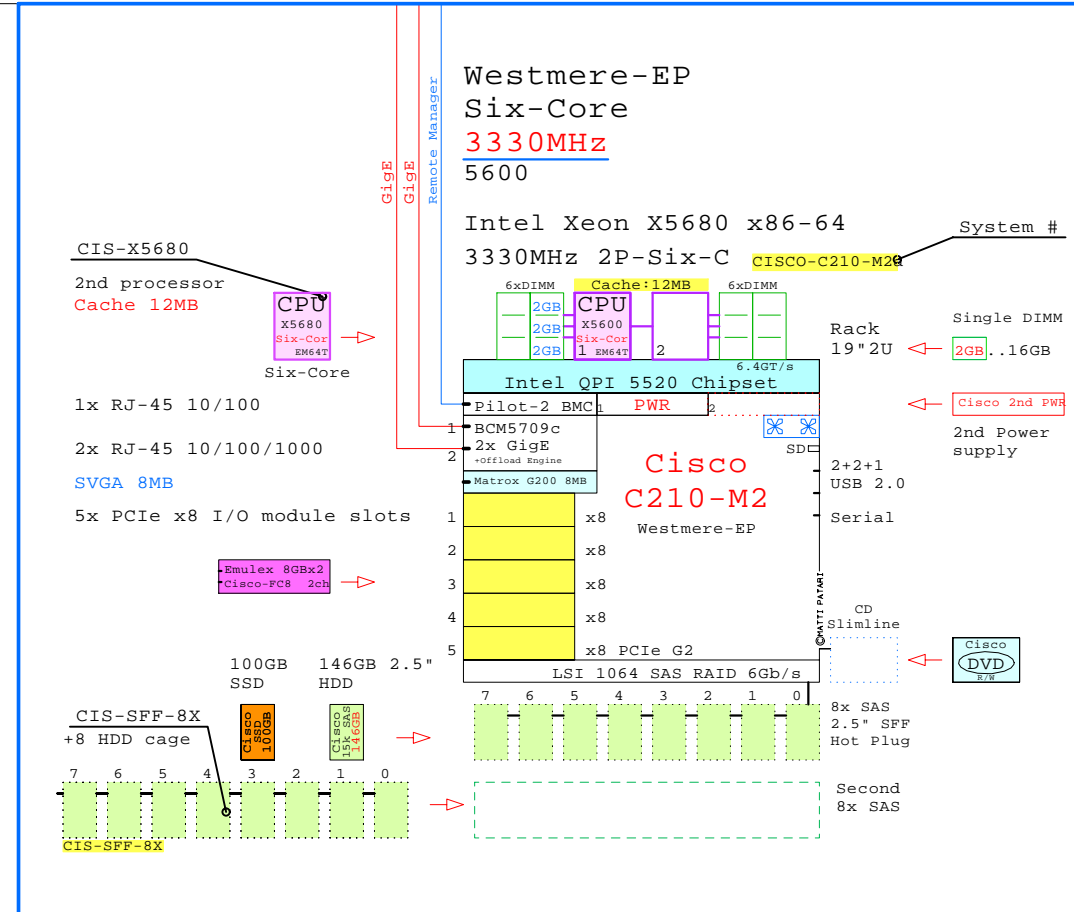 Westmere-EP
Six-Core
3330MHz
5600
GigE
GigE
Remote Manager
Intel Xeon X5680 x86-64
3330MHz 2P-Six-C
CISCO-C210-M2
System #
CIS-X5680
2nd processor
Cache 12MB
CPU
X5680
Six-Cor
EM64T
Six-Core
6xDIMM
Cache:12MB
6xDIMM
2GB
2GB
2GB
CPU
X5600
Six-Cor
1 EM64T
2
6.4GT/s
Rack
19"2U
Single DIMM
2GB..16GB
Intel QPI 5520 Chipset
1x RJ-45 10/100
Pilot-2 BMC
1 PWR 2
Cisco 2nd PWR
2nd Power
supply
1 BCM5709c
2x RJ-45 10/100/1000
2 2x GigE
+Offload Engine
SD
SVGA 8MB
Matrox G200 8MB
Cisco
C210-M2
Westmere-EP
2+2+1
USB 2.0
Serial
5x PCIe x8 I/O module slots
1 x8
2 x8
3 x8
4 x8
5 x8 PCIe G2
Emulex 8GBx2
Cisco-FC8 2ch
©MATTI PATARI
CD
Slimline
Cisco
DVD
R/W
LSI 1064 SAS RAID 6Gb/s
100GB
SSD
146GB 2.5"
HDD
7 6 5 4 3 2 1 0
8x SAS
2.5" SFF
Hot Plug
CIS-SFF-8X
+8 HDD cage
Cisco
SSD
100GB
Cisco
15k SAS
146GB
7 6 5 4 3 2 1 0
Second
8x SAS
CIS-SFF-8X